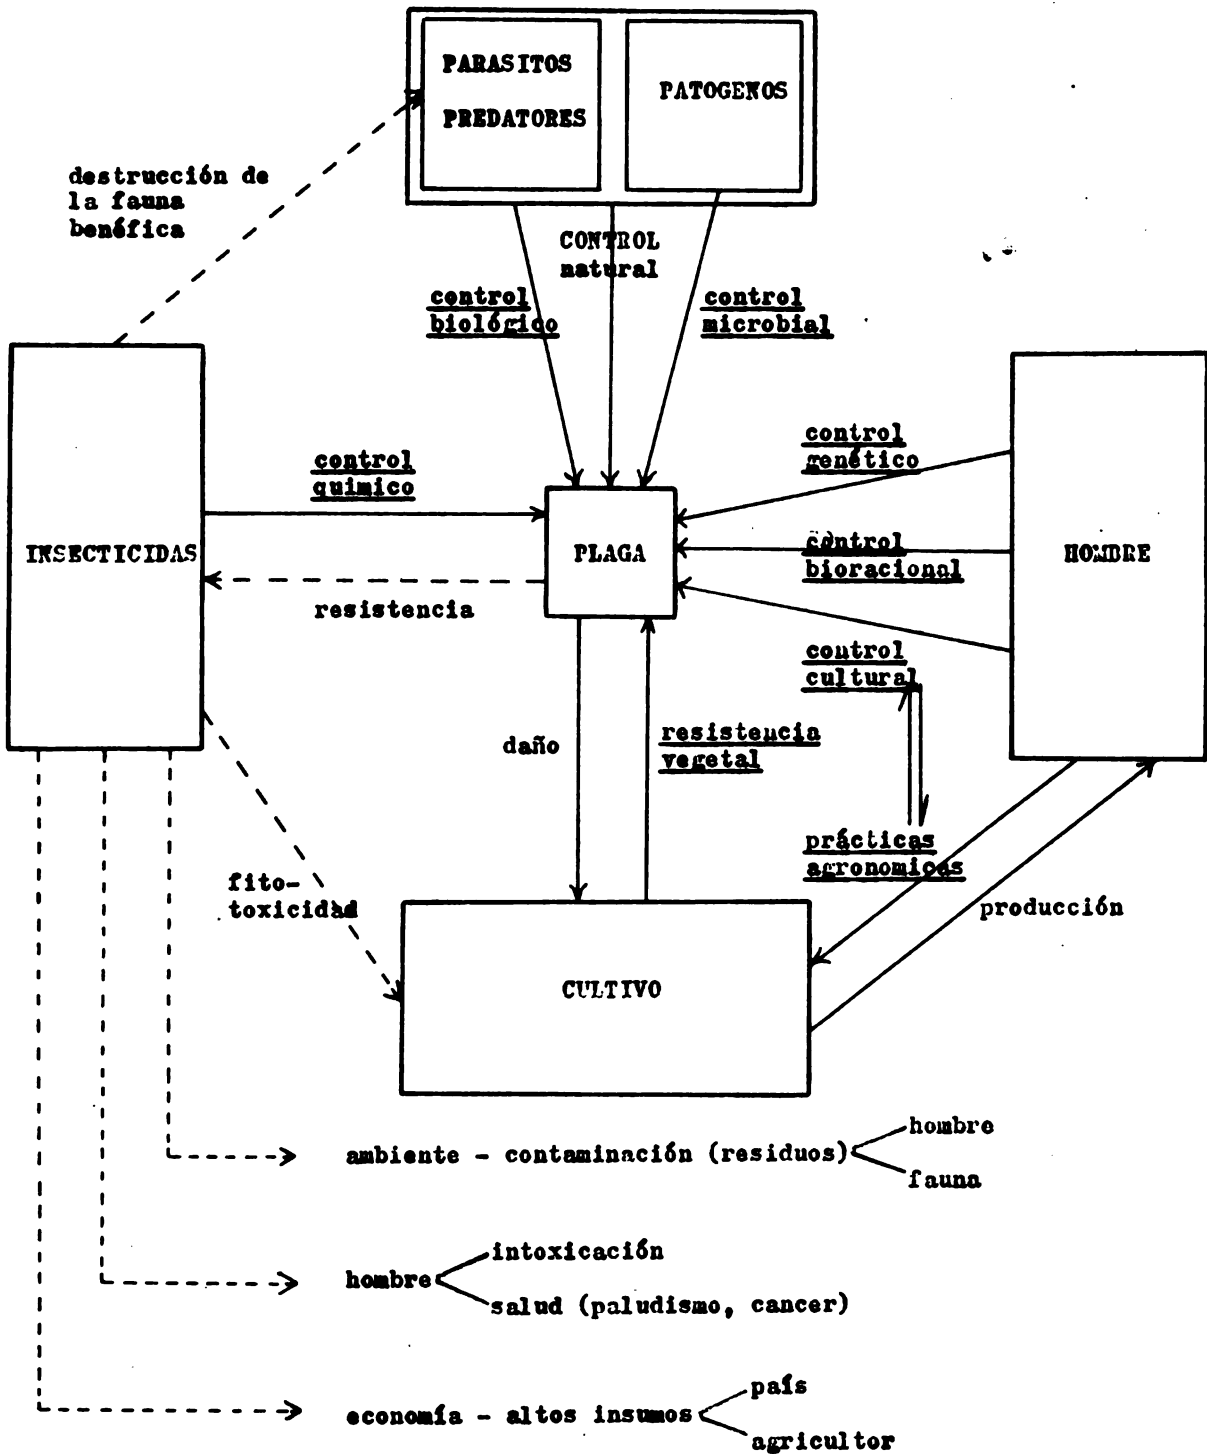 PARASITOS
PREDATORES
PATOGENOS
destrucción de
la fauna
benéfica
CONTROL
natural
control
biológico
control
microbial
control
quimico
control
genético
INSECTICIDAS
PLAGA
control
bioracional
HOMBRE
resistencia
control
cultural
daño
resistencia
vegetal
prácticas
agronomicas
fito-
toxicidad
producción
CULTIVO
ambiente - contaminación (residuos)
hombre
fauna
hombre
intoxicación
salud (paludismo, cancer)
economía - altos insumos
país
agricultor